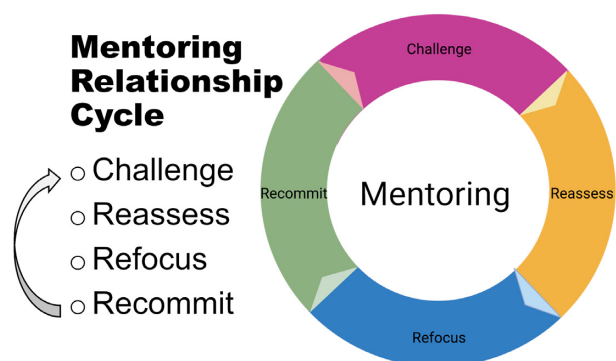 Mentoring
Relationship
Cycle
Challenge
Reassess
Refocus
Recommit
Challenge
Recommit
Mentoring
Reassess
Refocus